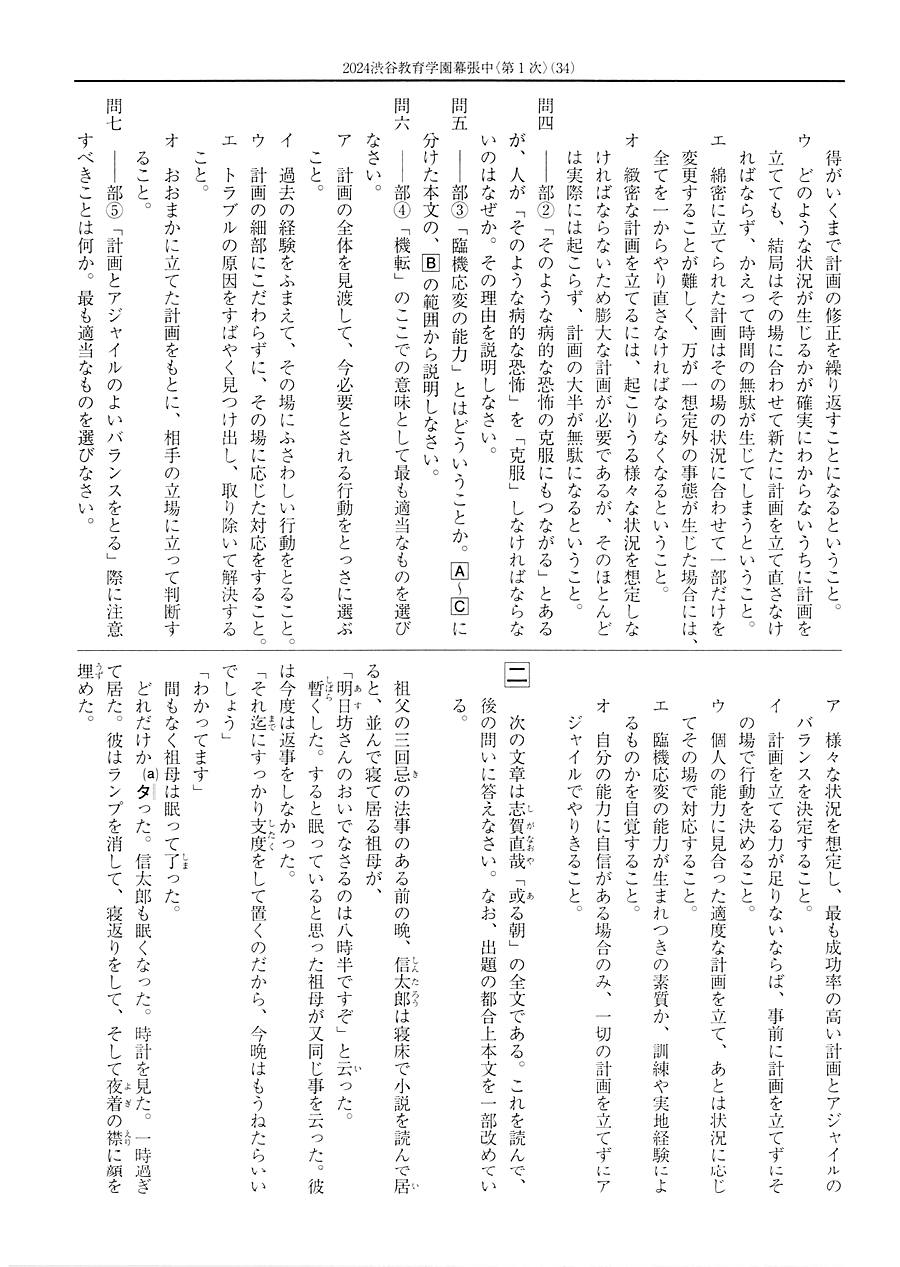 2024渋谷教育学園幕張中〈第1次〉(34)
得がいくまで計画の修正を繰り返すことになるということ。
ウ どのような状況が生じるかが確実にわからないうちに計画を
立てても、結局はその場に合わせて新たに計画を立て直さなけ
ればならず、かえって時間の無駄が生じてしまうということ。
エ 綿密に立てられた計画はその場の状況に合わせて一部だけを
変更することが難しく、万が一想定外の事態が生じた場合には、
全てを一からやり直さなければならなくなるということ。
オ 緻密な計画を立てるには、起こりうる様々な状況を想定しな
ければならないため膨大な計画が必要であるが、そのほとんど
は実際には起こらず、計画の大半が無駄になるということ。
問四 ――部②「そのような病的な恐怖の克服にもつながる」とある
が、人が「そのような病的な恐怖」を「克服」しなければならな
いのはなぜか。その理由を説明しなさい。
問五 ――部③「臨機応変の能力」とはどういうことか。A~Cに
分けた本文の、Bの範囲から説明しなさい。
問六 ――部④「機転」のここでの意味として最も適当なものを選び
なさい。
ア 計画の全体を見渡して、今必要とされる行動をとっさに選ぶ
こと。
イ 過去の経験をふまえて、その場にふさわしい行動をとること。
ウ 計画の細部にこだわらずに、その場に応じた対応をすること。
エ トラブルの原因をすばやく見つけ出し、取り除いて解決する
こと。
オ おおまかに立てた計画をもとに、相手の立場に立って判断す
ること。
問七 ――部⑤「計画とアジャイルのよいバランスをとる」際に注意
すべきことは何か。最も適当なものを選びなさい。
ア 様々な状況を想定し、最も成功率の高い計画とアジャイルの
バランスを決定すること。
イ 計画を立てる力が足りないならば、事前に計画を立てずにそ
の場で行動を決めること。
ウ 個人の能力に見合った適度な計画を立て、あとは状況に応じ
てその場で対応すること。
エ 臨機応変の能力が生まれつきの素質か、訓練や実地経験によ
るものかを自覚すること。
オ 自分の能力に自信がある場合のみ、一切の計画を立てずにア
ジャイルでやりきること。
二 次の文章は志賀直哉「或る朝」の全文である。これを読んで、
後の問いに答えなさい。なお、出題の都合上本文を一部改めてい
る。
祖父の三回忌の法事のある前の晩、信太郎は寝床で小説を読んで居
ると、並んで寝て居る祖母が、
「明日坊さんのおいでなさるのは八時半ですぞ」と云った。
暫くした。すると眠っていると思った祖母が又同じ事を云った。彼
は今度は返事をしなかった。
「それ迄にすっかり支度をして置くのだから、今晩はもうねたらいい
でしょう」
「わかってます」
間もなく祖母は眠って了った。
どれだけか(a)タった。信太郎も眠くなった。時計を見た。一時過ぎ
て居た。彼はランプを消して、寝返りをして、そして夜着の襟に顔を
埋めた。